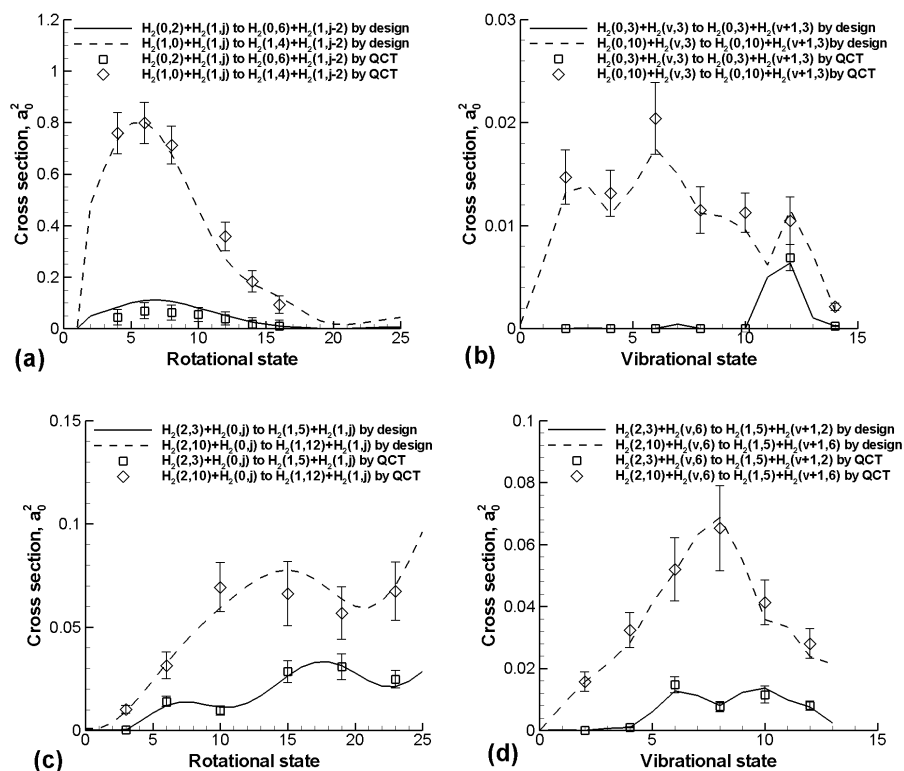 H2(0,2)+H2(1,j) to H2(0,6)+H2(1,j-2) by design
H2(1,0)+H2(1,j) to H2(1,4)+H2(1,j-2) by design
H2(0,2)+H2(1,j) to H2(0,6)+H2(1,j-2) by QCT
H2(1,0)+H2(1,j) to H2(1,4)+H2(1,j-2) by QCT
Cross section, a₀²
1.2
1
0.8
0.6
0.4
0.2
0
0 5 10 15 20 25
Rotational state
(a)
H2(0,3)+H2(v,3) to H2(0,3)+H2(v+1,3) by design
H2(0,10)+H2(v,3) to H2(0,10)+H2(v+1,3)by design
H2(0,3)+H2(v,3) to H2(0,3)+H2(v+1,3) by QCT
H2(0,10)+H2(v,3) to H2(0,10)+H2(v+1,3) by QCT
Cross section, a₀²
0.03
0.02
0.01
0
0 5 10 15
Vibrational state
(b)
H2(2,3)+H2(0,j) to H2(1,5)+H2(1,j) by design
H2(2,10)+H2(0,j) to H2(1,12)+H2(1,j) by design
H2(2,3)+H2(0,j) to H2(1,5)+H2(1,j) by QCT
H2(2,10)+H2(0,j) to H2(1,12)+H2(1,j) by QCT
Cross section, a₀²
0.15
0.1
0.05
0
0 5 10 15 20 25
Rotational state
(c)
H2(2,3)+H2(v,6) to H2(1,5)+H2(v+1,2) by design
H2(2,10)+H2(v,6) to H2(1,5)+H2(v+1,6) by design
H2(2,3)+H2(v,6) to H2(1,5)+H2(v+1,2) by QCT
H2(2,10)+H2(v,6) to H2(1,5)+H2(v+1,6) by QCT
Cross section, a₀²
0.1
0.08
0.06
0.04
0.02
0
0 5 10 15
Vibrational state
(d)